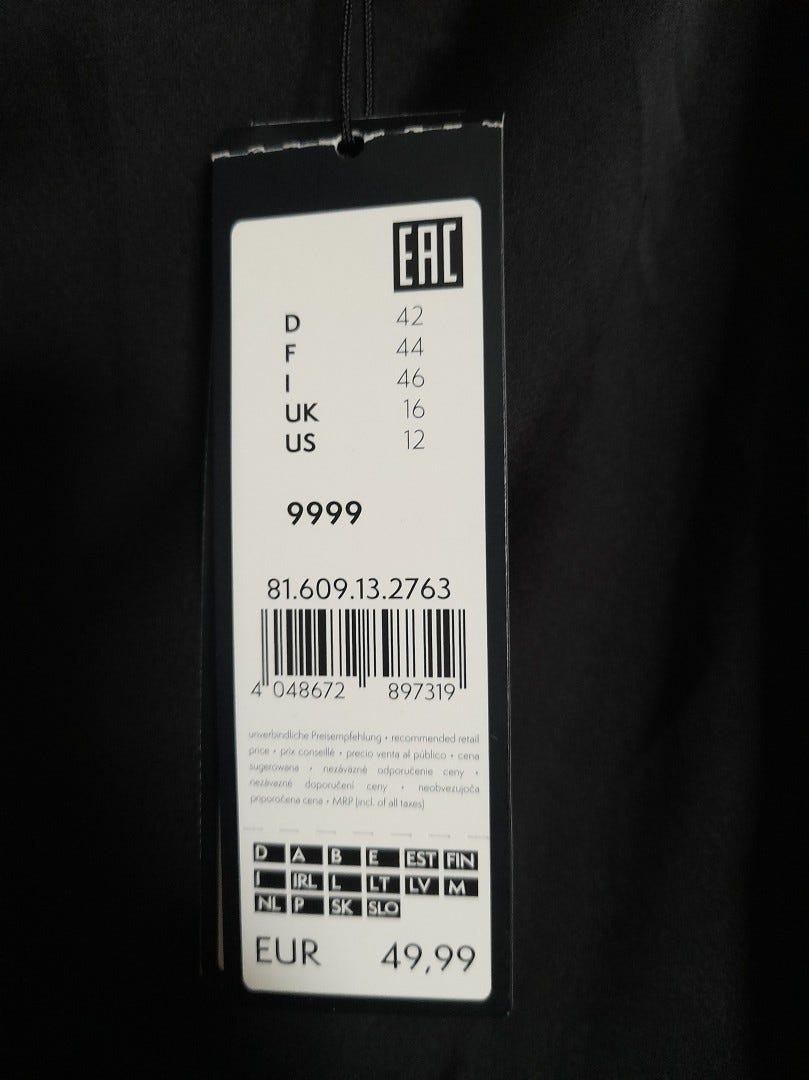 EAC
D 42
F 44
I 46
UK 16
US 12
9999
81.609.13.2763
4 048672 897319
unverbindliche Preisempfehlung • recommended retail
price • prix conseillé • precio venta al público • cena
sugerowana • nezáväzné odporučenie ceny •
nezávazné doporučení ceny • neobvezujoča
priporočena cena • MRP (incl. of all taxes)
D A B E EST FIN
I IRL L LT LV M
NL P SK SLO
EUR 49,99